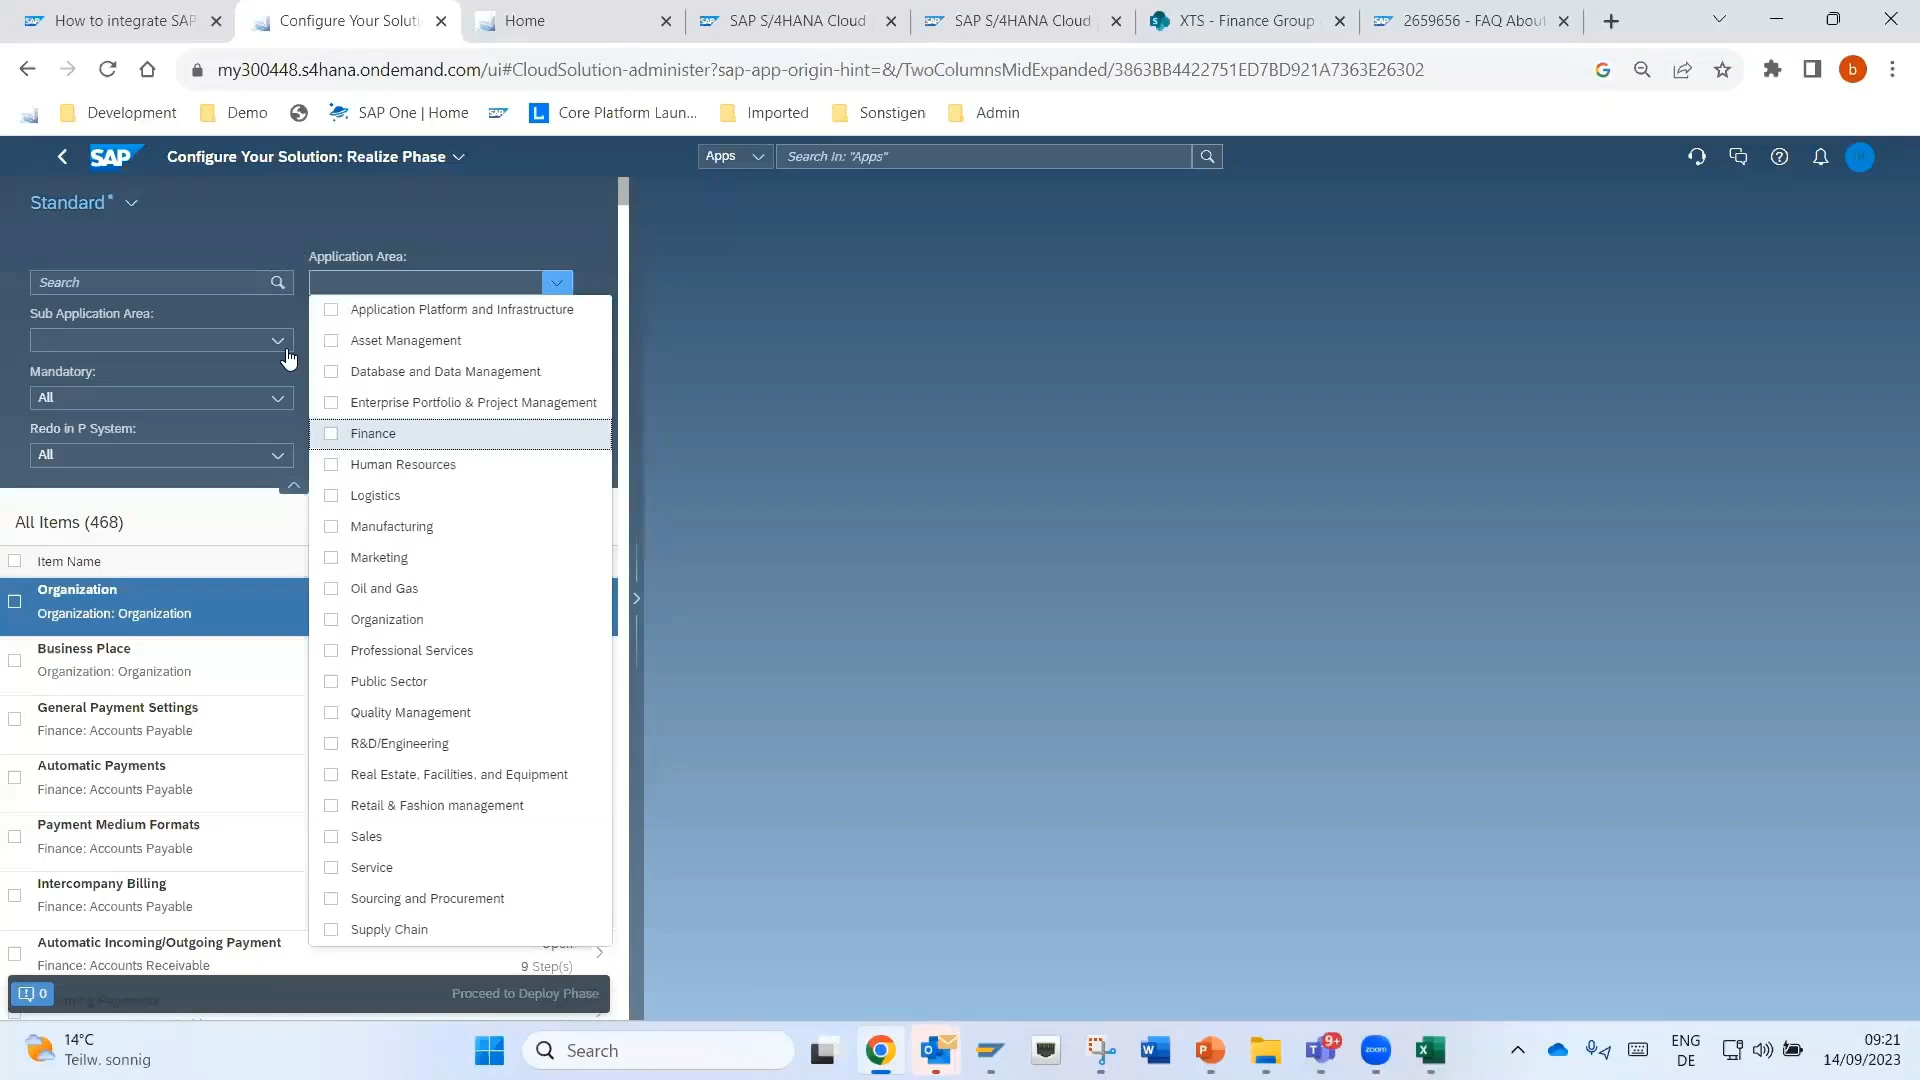 How to integrate SAP
Configure Your Soluti
Home
SAP S/4HANA Cloud
SAP S/4HANA Cloud
XTS - Finance Group
2659656 - FAQ About
my300448.s4hana.ondemand.com/ui#CloudSolution-administer?sap-app-origin-hint=&/TwoColumnsMidExpanded/3863BB4422751ED7BD921A7363E26302
b
Development
Demo
SAP One | Home
L
Core Platform Laun...
Imported
Sonstigen
Admin
SAP
Configure Your Solution: Realize Phase
Apps
Search In: "Apps"
Standard*
Application Area:
Search
Sub Application Area:
Mandatory:
All
Redo in P System:
All
Application Platform and Infrastructure
Asset Management
Database and Data Management
Enterprise Portfolio & Project Management
Finance
Human Resources
Logistics
Manufacturing
Marketing
Oil and Gas
Organization
Professional Services
Public Sector
Quality Management
R&D/Engineering
Real Estate, Facilities, and Equipment
Retail & Fashion management
Sales
Service
Sourcing and Procurement
Supply Chain
All Items (468)
Item Name
Organization
Organization: Organization
Business Place
Organization: Organization
General Payment Settings
Finance: Accounts Payable
Automatic Payments
Finance: Accounts Payable
Payment Medium Formats
Finance: Accounts Payable
Intercompany Billing
Finance: Accounts Payable
Automatic Incoming/Outgoing Payment
Open
Finance: Accounts Receivable
9 Step(s)
0
Proceed to Deploy Phase
14°C
Teilw. sonnig
Search
9+
zoom
ENG
DE
09:21
14/09/2023